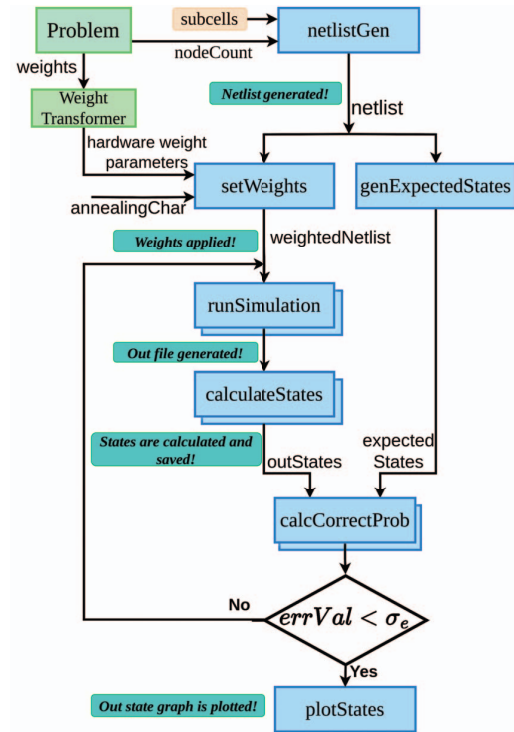 Problem
subcells
netlistGen
nodeCount
weights
Netlist generated!
netlist
Weight
Transformer
hardware weight
parameters
setWeights
genExpectedStates
annealingChar
Weights applied!
weightedNetlist
runSimulation
Out file generated!
calculateStates
States are calculated and
saved!
outStates
expected
States
calcCorrectProb
No
errVal < σₑ
Yes
Out state graph is plotted!
plotStates